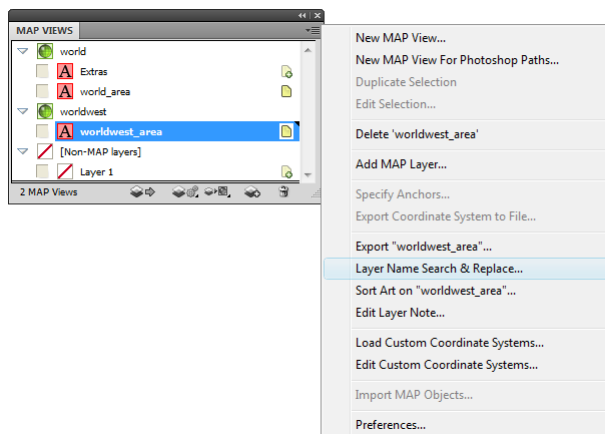 MAP VIEWS
world
A Extras
A world_area
worldwest
A worldwest_area
[Non-MAP layers]
Layer 1
2 MAP Views
New MAP View...
New MAP View For Photoshop Paths...
Duplicate Selection
Edit Selection...
Delete 'worldwest_area'
Add MAP Layer...
Specify Anchors...
Export Coordinate System to File...
Export "worldwest_area"...
Layer Name Search & Replace...
Sort Art on "worldwest_area"...
Edit Layer Note...
Load Custom Coordinate Systems...
Edit Custom Coordinate Systems...
Import MAP Objects...
Preferences...